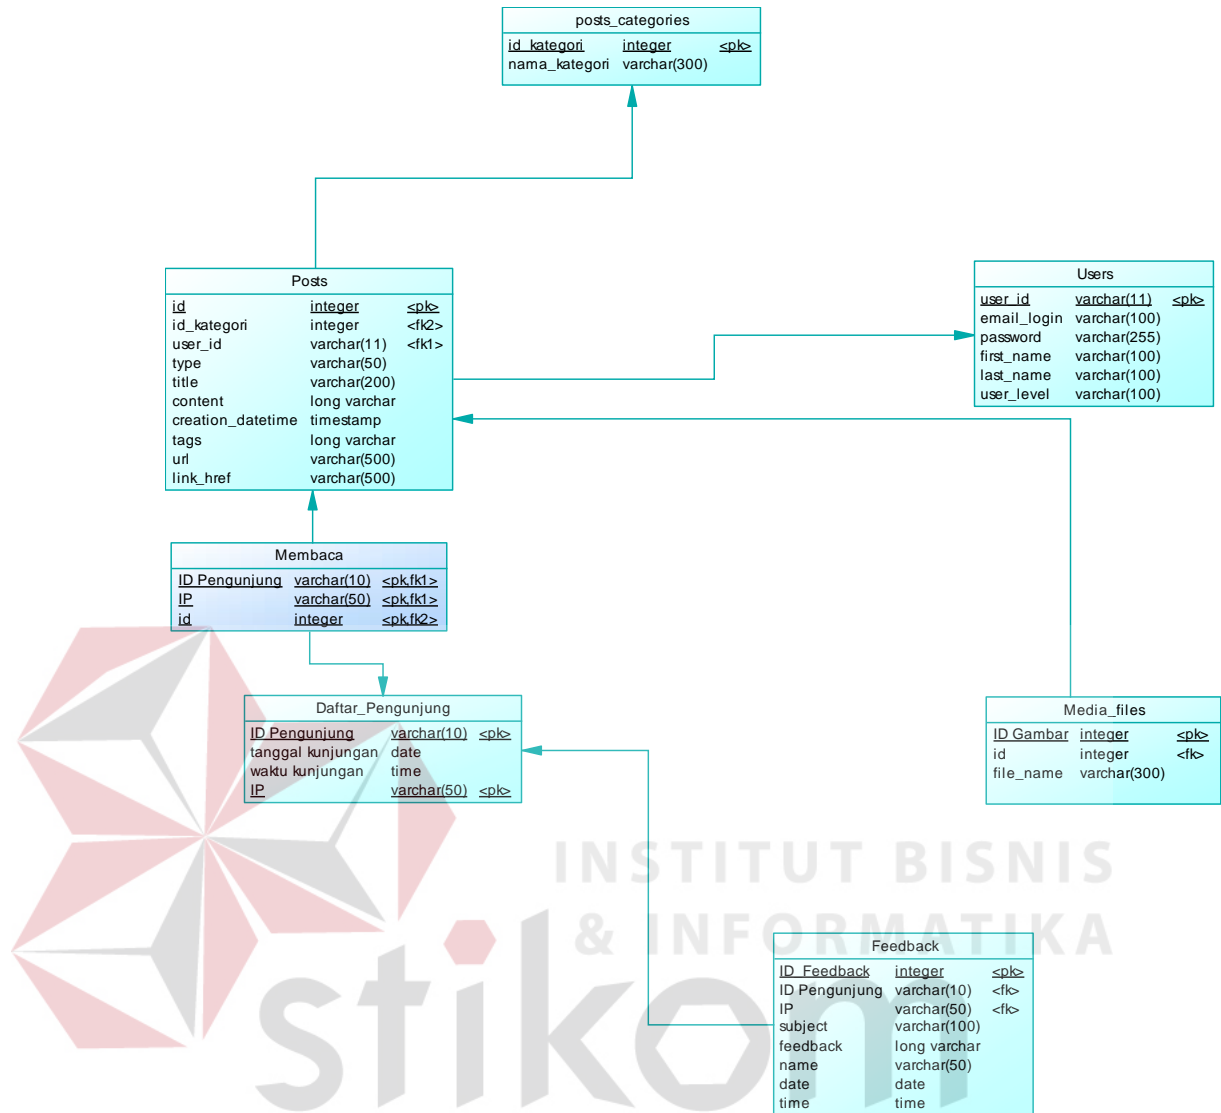 posts_categories
id_kategori integer <pk>
nama_kategori varchar(300)
Posts
id integer <pk>
id_kategori integer <fk2>
user_id varchar(11) <fk1>
type varchar(50)
title varchar(200)
content long varchar
creation_datetime timestamp
tags long varchar
url varchar(500)
link_href varchar(500)
Users
user_id varchar(11) <pk>
email_login varchar(100)
password varchar(255)
first_name varchar(100)
last_name varchar(100)
user_level varchar(100)
Membaca
ID Pengunjung varchar(10) <pk,fk1>
IP varchar(50) <pk,fk1>
id integer <pk,fk2>
Daftar_Pengunjung
ID Pengunjung varchar(10) <pk>
tanggal kunjungan date
waktu kunjungan time
IP varchar(50) <pk>
Media_files
ID Gambar integer <pk>
id integer <fk>
file_name varchar(300)
INSTITUT BISNIS
& INFORMATIKA
stikom
Feedback
ID_Feedback integer <pk>
ID Pengunjung varchar(10) <fk>
IP varchar(50) <fk>
subject varchar(100)
feedback long varchar
name varchar(50)
date date
time time